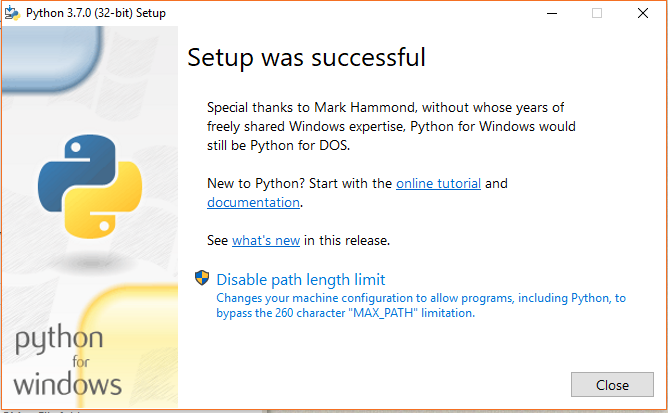 Python 3.7.0 (32-bit) Setup
Setup was successful
Special thanks to Mark Hammond, without whose years of
freely shared Windows expertise, Python for Windows would
still be Python for DOS.
New to Python? Start with the online tutorial and
documentation.
See what's new in this release.
Disable path length limit
Changes your machine configuration to allow programs, including Python, to
bypass the 260 character "MAX_PATH" limitation.
python
for
windows
Close